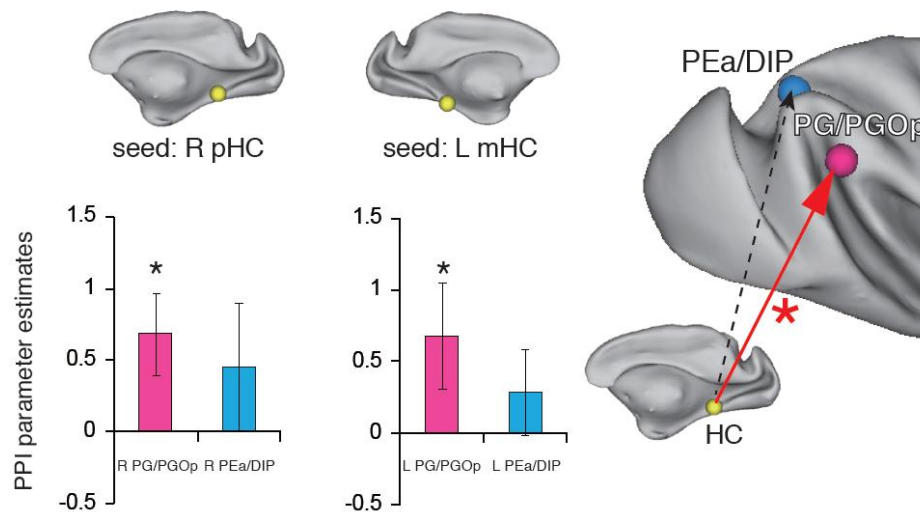 seed: R pHC
seed: L mHC
PEa/DIP
PG/PGOp
PPI parameter estimates
1.5
1
0.5
0
-0.5
*
R PG/PGOp
R PEa/DIP
1.5
1
0.5
0
-0.5
*
L PG/PGOp
L PEa/DIP
*
HC